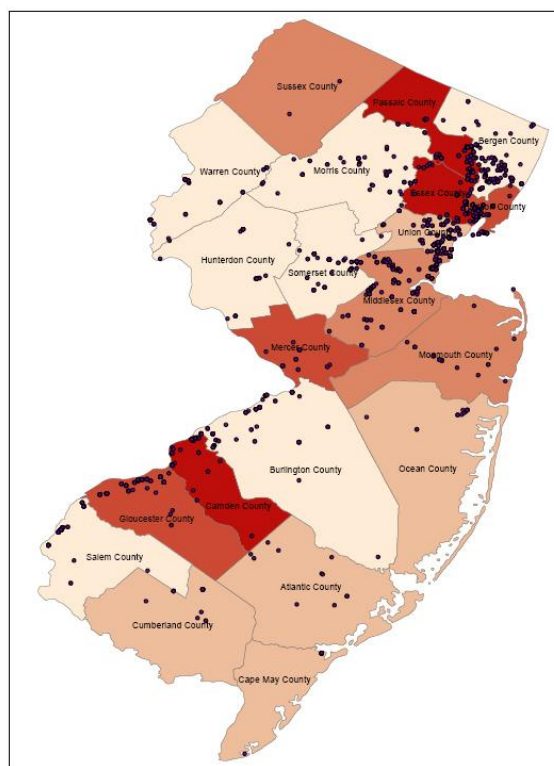 Sussex County
Passaic County
Bergen County
Warren County
Morris County
Essex County
County
Union County
Hunterdon County
Somerset County
Middlesex County
Mercer County
Monmouth County
Ocean County
Burlington County
Camden County
Gloucester County
Salem County
Atlantic County
Cumberland County
Cape May County